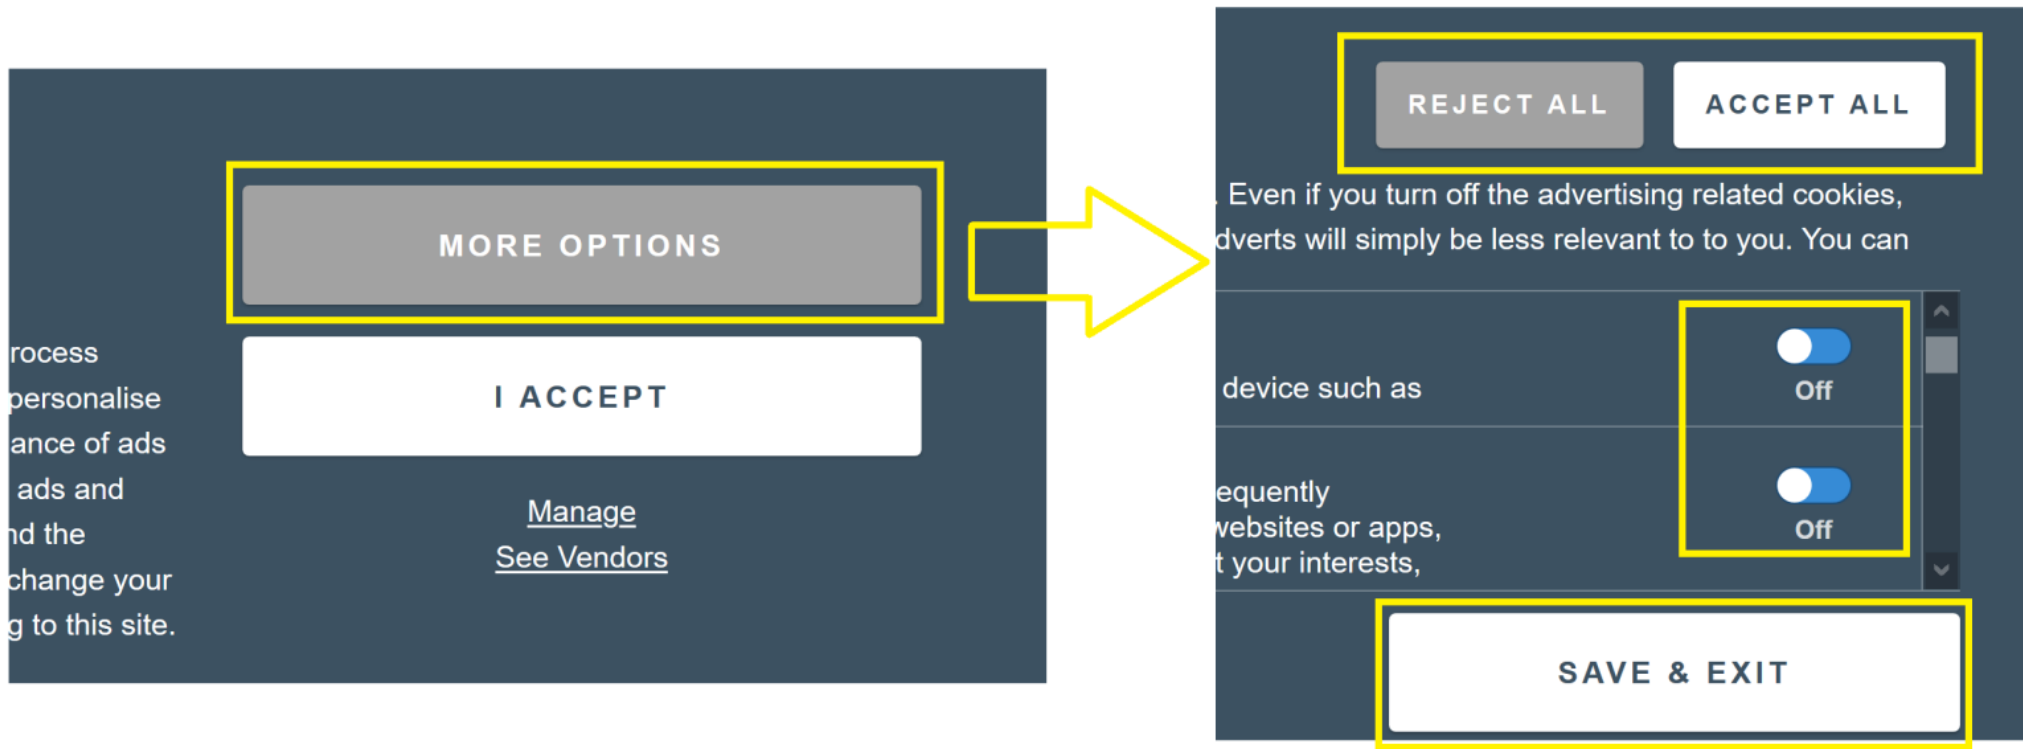 MORE OPTIONS
I ACCEPT
Manage
See Vendors
rocess
personalise
ance of ads
ads and
nd the
change your
g to this site.
REJECT ALL
ACCEPT ALL
. Even if you turn off the advertising related cookies,
dverts will simply be less relevant to to you. You can
Off
device such as
equently
websites or apps,
t your interests,
Off
SAVE & EXIT